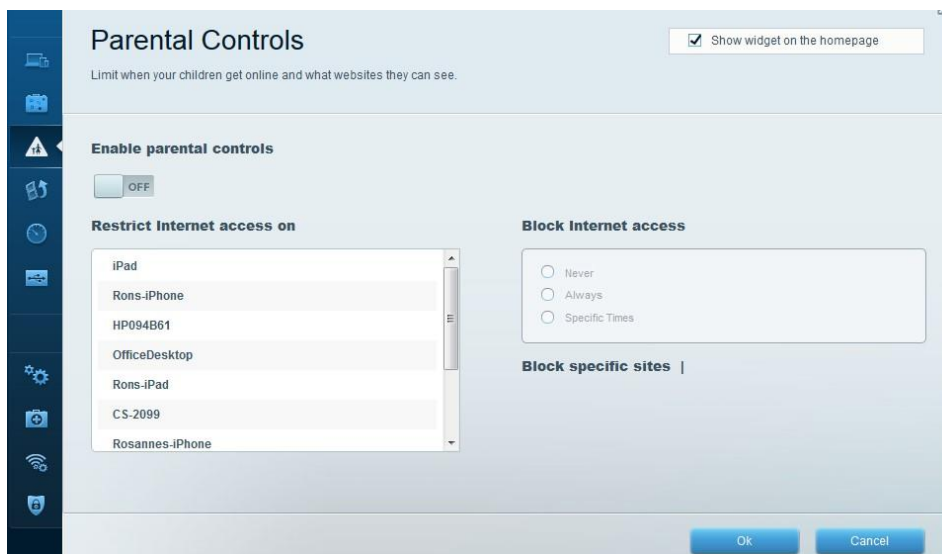 Parental Controls
Show widget on the homepage
Limit when your children get online and what websites they can see.
Enable parental controls
OFF
Restrict Internet access on
iPad
Rons-iPhone
HP094B61
OfficeDesktop
Rons-iPad
CS-2099
Rosannes-iPhone
Block Internet access
Never
Always
Specific Times
Block specific sites |
Ok
Cancel